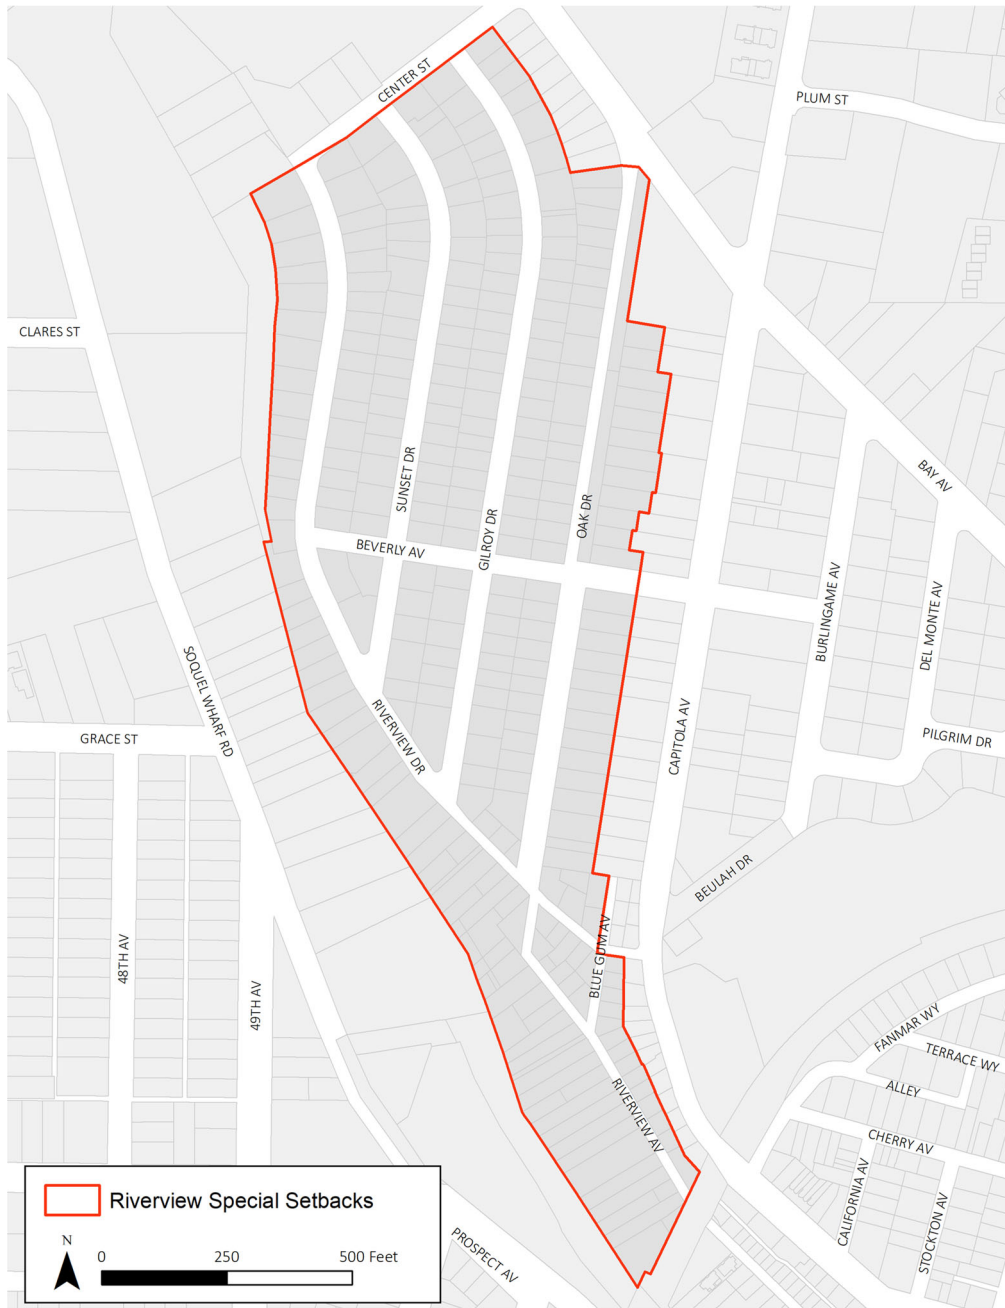 CENTER ST
PLUM ST
CLARES ST
BAY AV
SUNSET DR
OAK DR
GILROY DR
BEVERLY AV
BURLINGAME AV
DEL MONTE AV
SOQUEL WHARF RD
RIVERVIEW DR
CAPITOLA AV
GRACE ST
PILGRIM DR
BEULAH DR
48TH AV
49TH AV
BLUE GUM AV
FANMAR WY
TERRACE WY
ALLEY
RIVERVIEW AV
CHERRY AV
CALIFORNIA AV
STOCKTON AV
PROSPECT AV
Riverview Special Setbacks
N
0 250 500 Feet